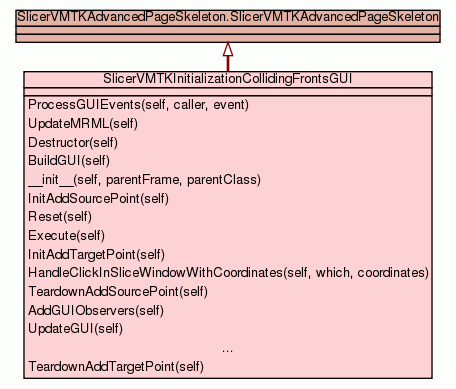 SlicerVMTKAdvancedPageSkeleton.SlicerVMTKAdvancedPageSkeleton
SlicerVMTKInitializationCollidingFrontsGUI
ProcessGUIEvents(self, caller, event)
UpdateMRML(self)
Destructor(self)
BuildGUI(self)
__init__(self, parentFrame, parentClass)
InitAddSourcePoint(self)
Reset(self)
Execute(self)
InitAddTargetPoint(self)
HandleClickInSliceWindowWithCoordinates(self, which, coordinates)
TeardownAddSourcePoint(self)
AddGUIObservers(self)
UpdateGUI(self)
...
TeardownAddTargetPoint(self)